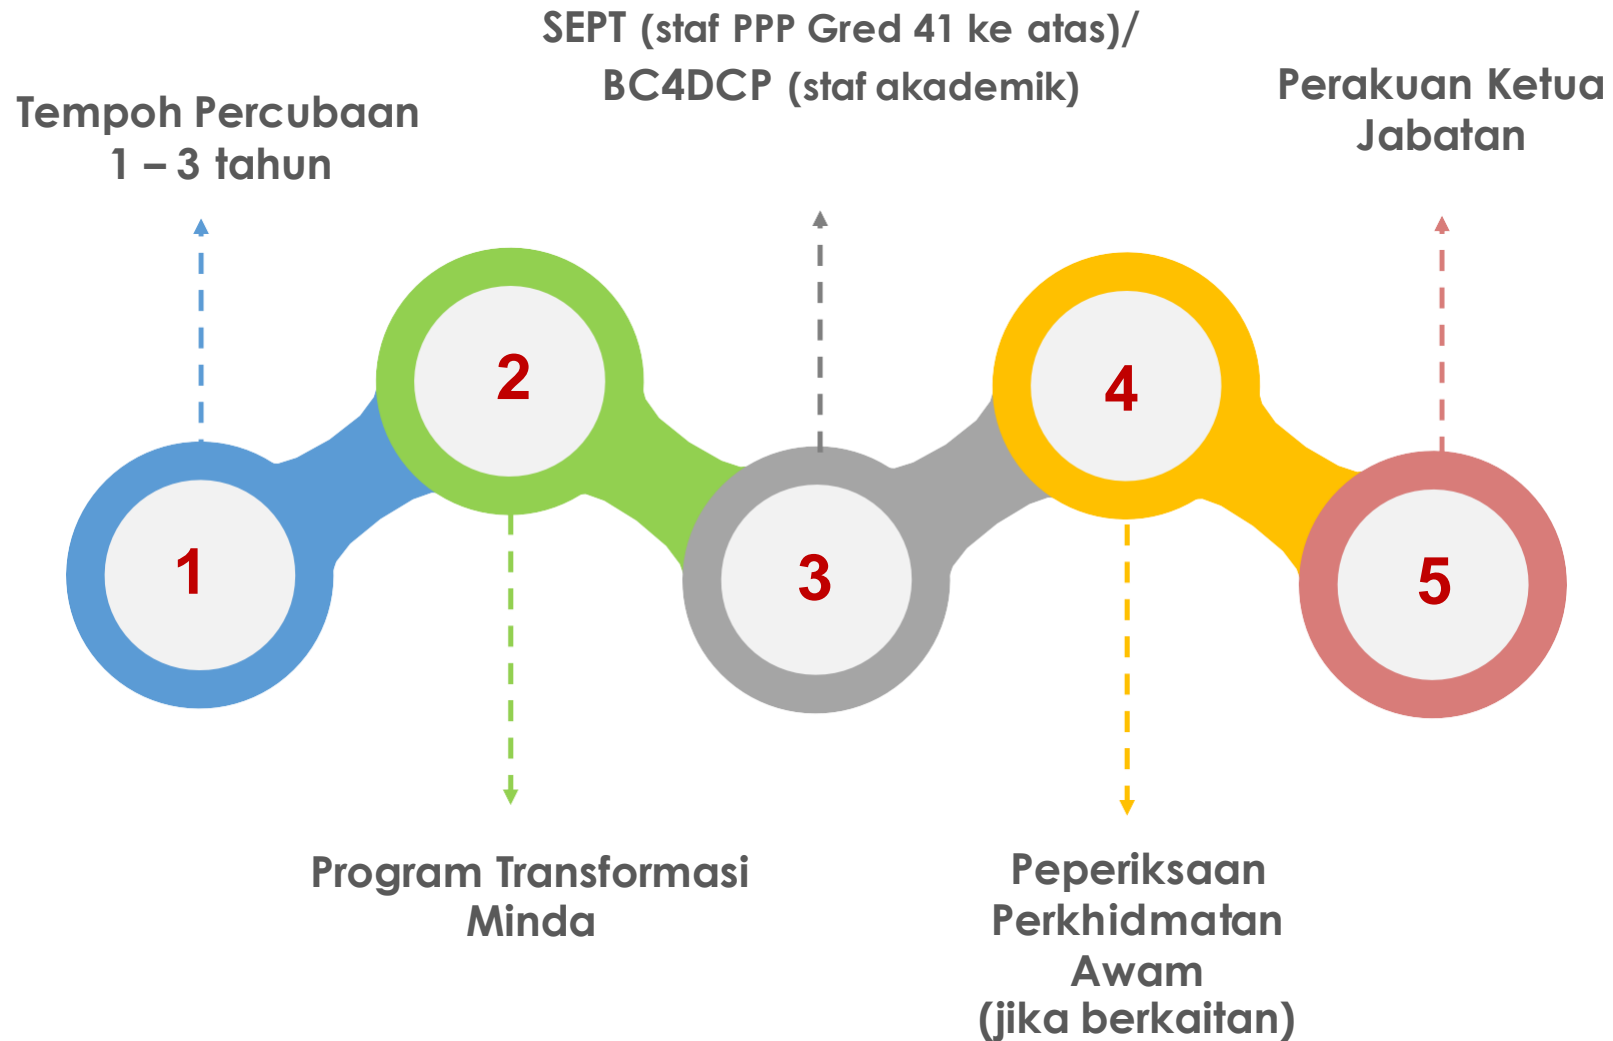 Tempoh Percubaan
1 – 3 tahun
1
2
Program Transformasi
Minda
SEPT (staf PPP Gred 41 ke atas)/
BC4DCP (staf akademik)
3
4
Peperiksaan
Perkhidmatan
Awam
(jika berkaitan)
Perakuan Ketua
Jabatan
5